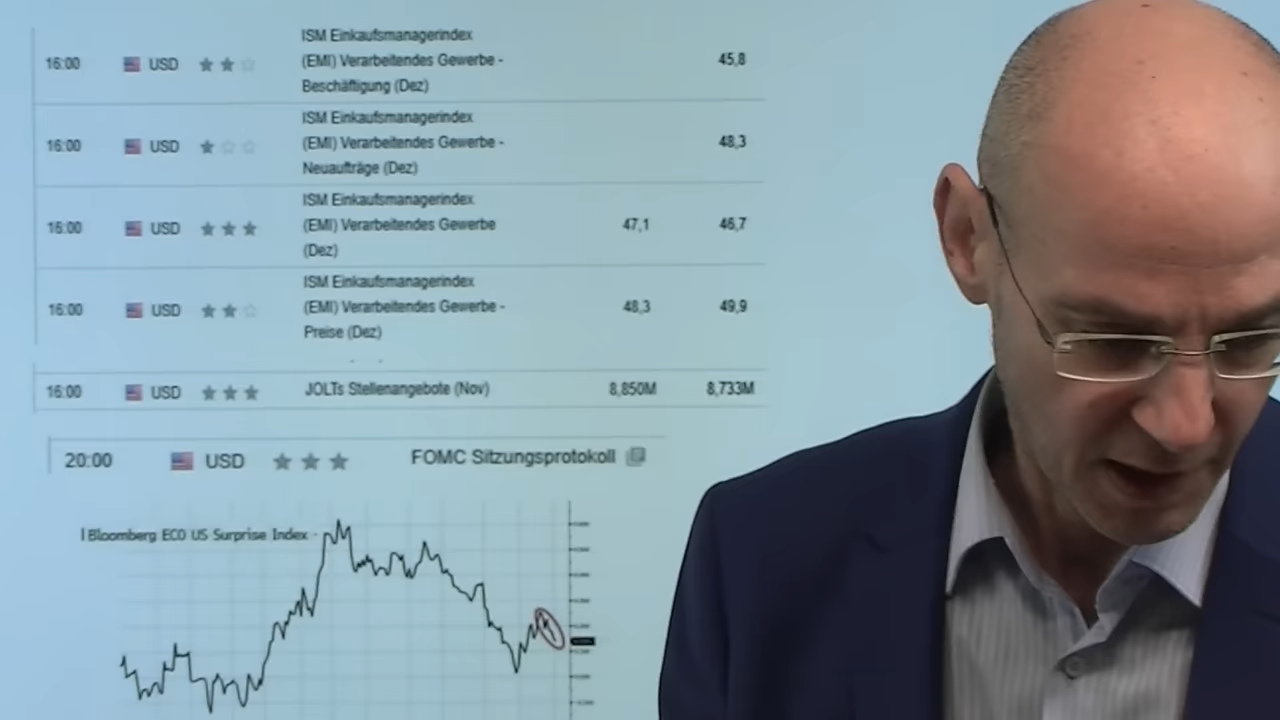 ISM Einkaufsmanagerindex
16:00 USD (EMI) Verarbeitendes Gewerbe - 45,8
Beschäftigung (Dez)
ISM Einkaufsmanagerindex
16:00 USD (EMI) Verarbeitendes Gewerbe - 48,3
Neuaufträge (Dez)
ISM Einkaufsmanagerindex
16:00 USD (EMI) Verarbeitendes Gewerbe 47,1 46,7
(Dez)
ISM Einkaufsmanagerindex
16:00 USD (EMI) Verarbeitendes Gewerbe - 48,3 49,9
Preise (Dez)
16:00 USD JOLTs Stellenangebote (Nov) 8,850M 8,733M
20:00 USD FOMC Sitzungsprotokoll
Bloomberg ECO US Surprise Index -